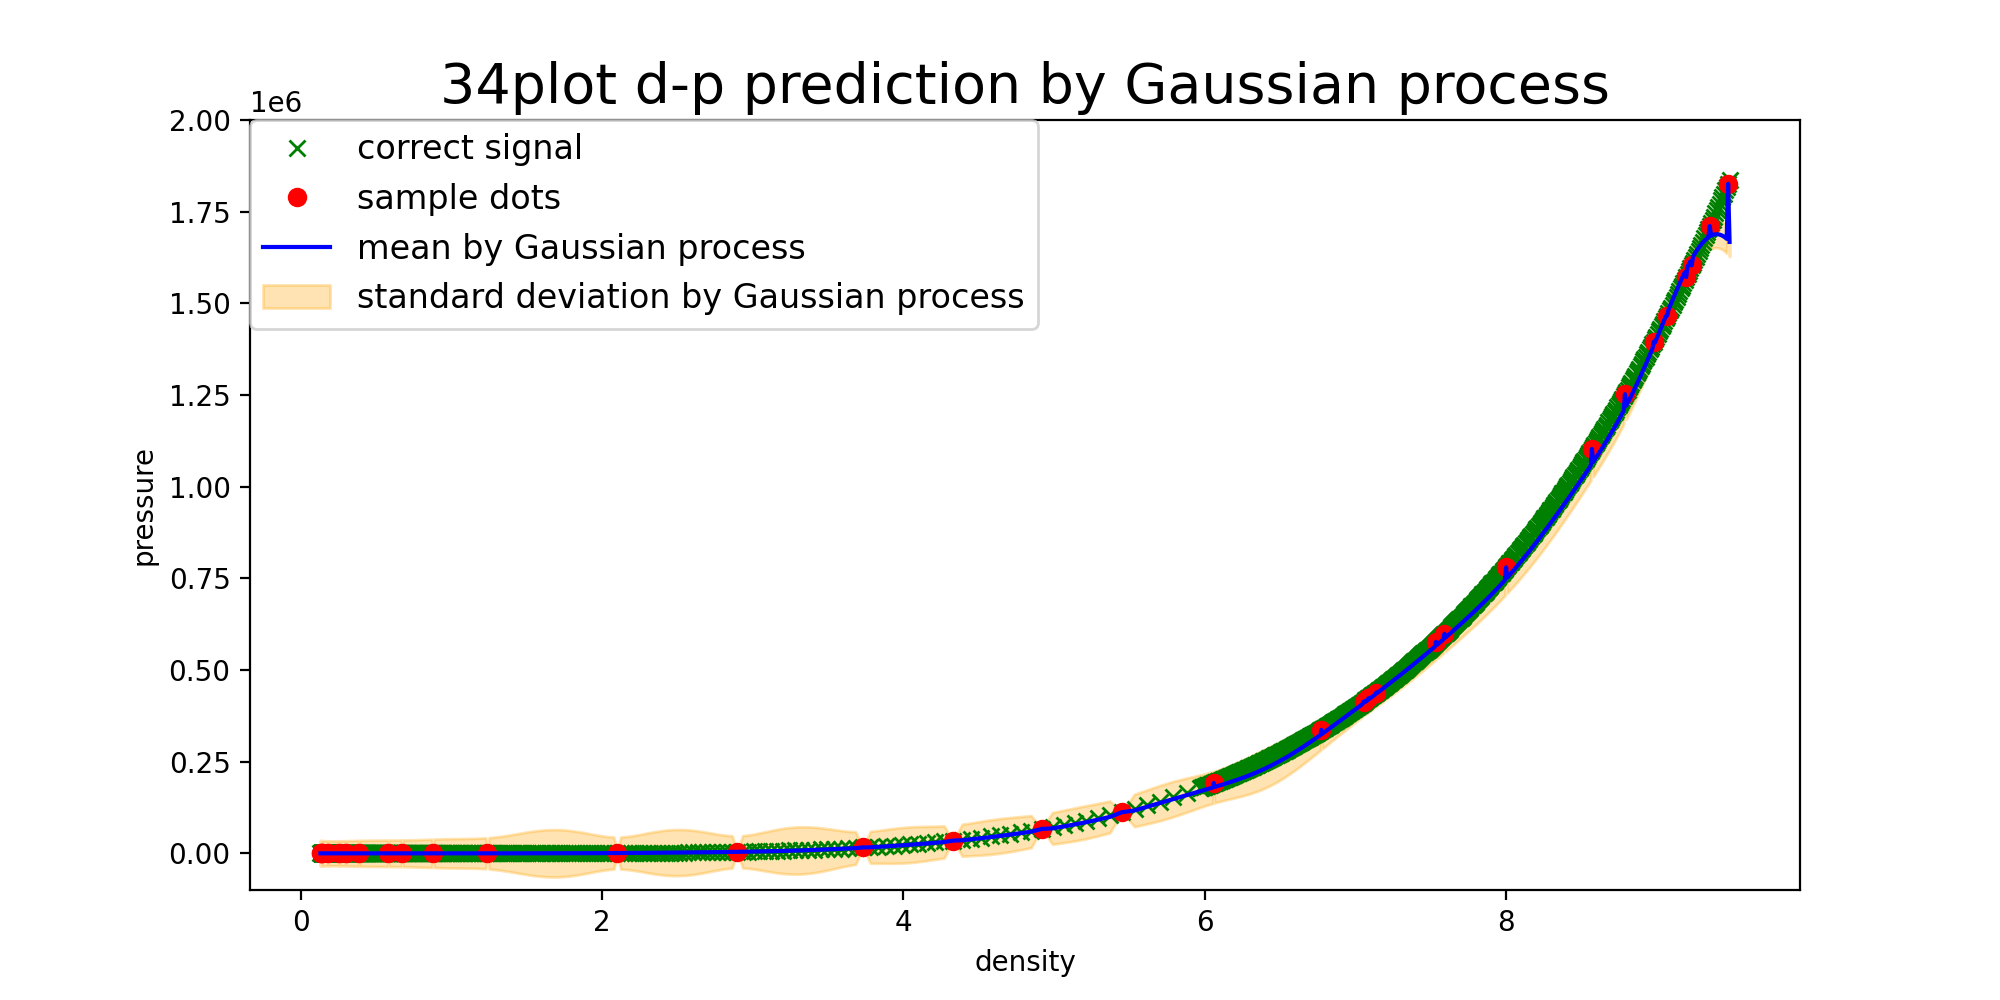 34plot d-p prediction by Gaussian process
1e6
2.00
1.75
1.50
1.25
1.00
0.75
0.50
0.25
0.00
pressure
correct signal
sample dots
mean by Gaussian process
standard deviation by Gaussian process
0 2 4 6 8
density